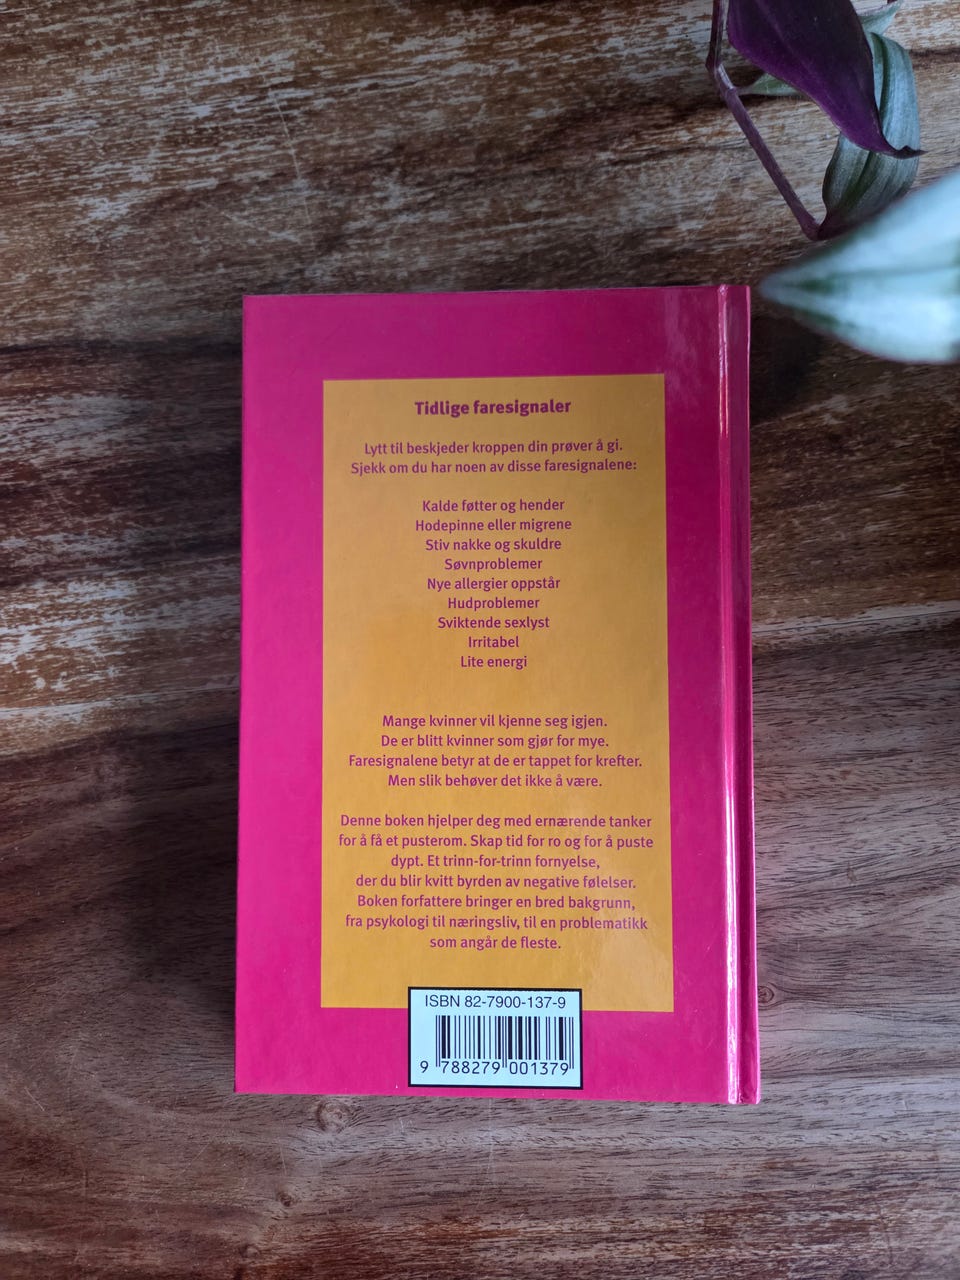 Tidlige faresignaler
Lytt til beskjeder kroppen din prøver å gi.
Sjekk om du har noen av disse faresignalene:
Kalde føtter og hender
Hodepinne eller migrene
Stiv nakke og skuldre
Søvnproblemer
Nye allergier oppstår
Hudproblemer
Sviktende sexlyst
Irritabel
Lite energi
Mange kvinner vil kjenne seg igjen.
De er blitt kvinner som gjør for mye.
Faresignalene betyr at de er tappet for krefter.
Men slik behøver det ikke å være.
Denne boken hjelper deg med ernærende tanker
for å få et pusterom. Skap tid for ro og for å puste
dypt. Et trinn-for-trinn fornyelse,
der du blir kvitt byrden av negative følelser.
Boken forfattere bringer en bred bakgrunn,
fra psykologi til næringsliv, til en problematikk
som angår de fleste.
ISBN 82-7900-137-9
9 788279 001379